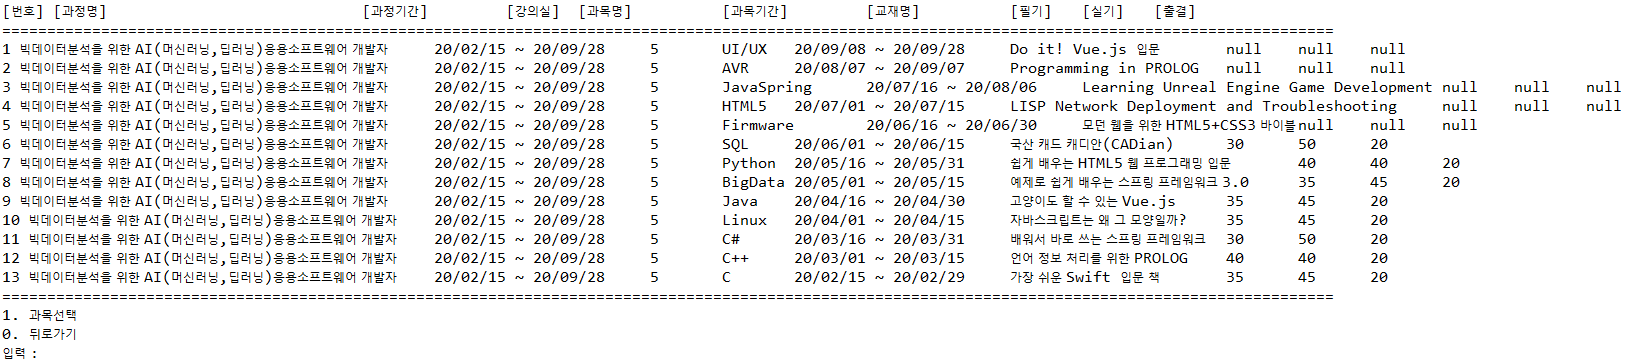 [번호] [과정명] [과정기간] [강의실] [과목명] [과목기간] [교재명] [필기] [실기] [출결]
====================================================================================================================================================
1 빅데이터분석을 위한 AI(머신러닝,딥러닝)응용소프트웨어 개발자 20/02/15 ~ 20/09/28 5 UI/UX 20/09/08 ~ 20/09/28 Do it! Vue.js 입문 null null null
2 빅데이터분석을 위한 AI(머신러닝,딥러닝)응용소프트웨어 개발자 20/02/15 ~ 20/09/28 5 AVR 20/08/07 ~ 20/09/07 Programming in PROLOG null null null
3 빅데이터분석을 위한 AI(머신러닝,딥러닝)응용소프트웨어 개발자 20/02/15 ~ 20/09/28 5 JavaSpring 20/07/16 ~ 20/08/06 Learning Unreal Engine Game Development null null null
4 빅데이터분석을 위한 AI(머신러닝,딥러닝)응용소프트웨어 개발자 20/02/15 ~ 20/09/28 5 HTML5 20/07/01 ~ 20/07/15 LISP Network Deployment and Troubleshooting null null null
5 빅데이터분석을 위한 AI(머신러닝,딥러닝)응용소프트웨어 개발자 20/02/15 ~ 20/09/28 5 Firmware 20/06/16 ~ 20/06/30 모던 웹을 위한 HTML5+CSS3 바이블null null null
6 빅데이터분석을 위한 AI(머신러닝,딥러닝)응용소프트웨어 개발자 20/02/15 ~ 20/09/28 5 SQL 20/06/01 ~ 20/06/15 국산 캐드 캐디안(CADian) 30 50 20
7 빅데이터분석을 위한 AI(머신러닝,딥러닝)응용소프트웨어 개발자 20/02/15 ~ 20/09/28 5 Python 20/05/16 ~ 20/05/31 쉽게 배우는 HTML5 웹 프로그래밍 입문 40 40 20
8 빅데이터분석을 위한 AI(머신러닝,딥러닝)응용소프트웨어 개발자 20/02/15 ~ 20/09/28 5 BigData 20/05/01 ~ 20/05/15 예제로 쉽게 배우는 스프링 프레임워크 3.0 35 45 20
9 빅데이터분석을 위한 AI(머신러닝,딥러닝)응용소프트웨어 개발자 20/02/15 ~ 20/09/28 5 Java 20/04/16 ~ 20/04/30 고양이도 할 수 있는 Vue.js 35 45 20
10 빅데이터분석을 위한 AI(머신러닝,딥러닝)응용소프트웨어 개발자 20/02/15 ~ 20/09/28 5 Linux 20/04/01 ~ 20/04/15 자바스크립트는 왜 그 모양일까? 35 45 20
11 빅데이터분석을 위한 AI(머신러닝,딥러닝)응용소프트웨어 개발자 20/02/15 ~ 20/09/28 5 C# 20/03/16 ~ 20/03/31 배워서 바로 쓰는 스프링 프레임워크 30 50 20
12 빅데이터분석을 위한 AI(머신러닝,딥러닝)응용소프트웨어 개발자 20/02/15 ~ 20/09/28 5 C++ 20/03/01 ~ 20/03/15 언어 정보 처리를 위한 PROLOG 40 40 20
13 빅데이터분석을 위한 AI(머신러닝,딥러닝)응용소프트웨어 개발자 20/02/15 ~ 20/09/28 5 C 20/02/15 ~ 20/02/29 가장 쉬운 Swift 입문 책 35 45 20
====================================================================================================================================================
1. 과목선택
0. 뒤로가기
입력 :